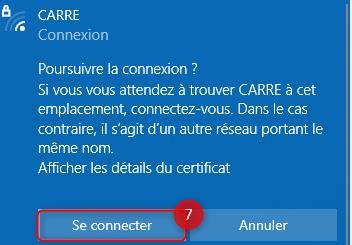 CARRE
Connexion
Poursuivre la connexion ?
Si vous vous attendez à trouver CARRE à cet
emplacement, connectez-vous. Dans le cas
contraire, il s'agit d'un autre réseau portant le
même nom.
Afficher les détails du certificat
7
Se connecter
Annuler